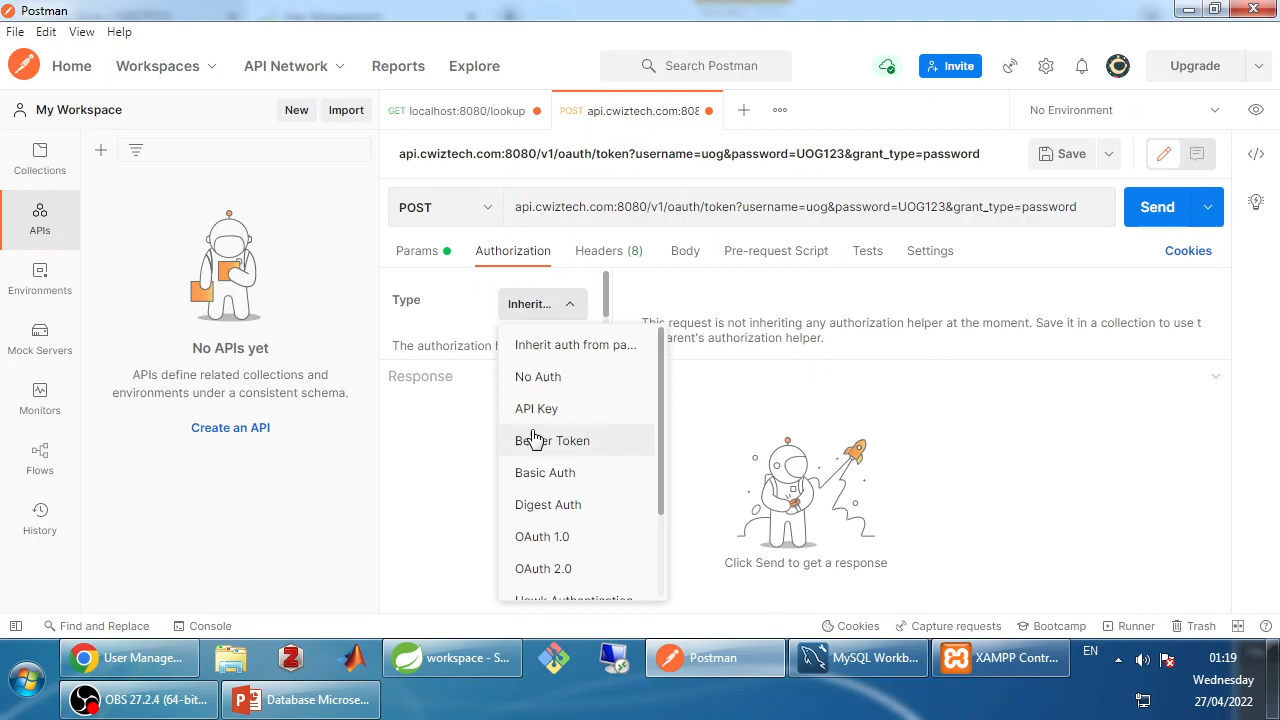 Postman
File Edit View Help
Home Workspaces API Network Reports Explore Search Postman Invite Upgrade
My Workspace New Import GET localhost:8080/lookup POST api.cwiztech.com:808 No Environment
Collections
api.cwiztech.com:8080/v1/oauth/token?username=uog&password=UOG123&grant_type=password Save
POST api.cwiztech.com:8080/v1/oauth/token?username=uog&password=UOG123&grant_type=password Send
APIs
Params Authorization Headers (8) Body Pre-request Script Tests Settings Cookies
Environments
Type Inherit...
This request is not inheriting any authorization helper at the moment. Save it in a collection to use t
parent's authorization helper.
The authorization h
Mock Servers
No APIs yet
APIs define related collections and
environments under a consistent schema.
Create an API
Response
Inherit auth from pa...
No Auth
API Key
Bearer Token
Basic Auth
Digest Auth
OAuth 1.0
OAuth 2.0
Hawk Authentication
Monitors
Flows
History
Click Send to get a response
Find and Replace Console Cookies Capture requests Bootcamp Runner Trash
User Manage... workspace - S... Postman MySQL Workb... XAMPP Contr... EN 01:19
Wednesday
OBS 27.2.4 (64-bit... Database Microse... 27/04/2022